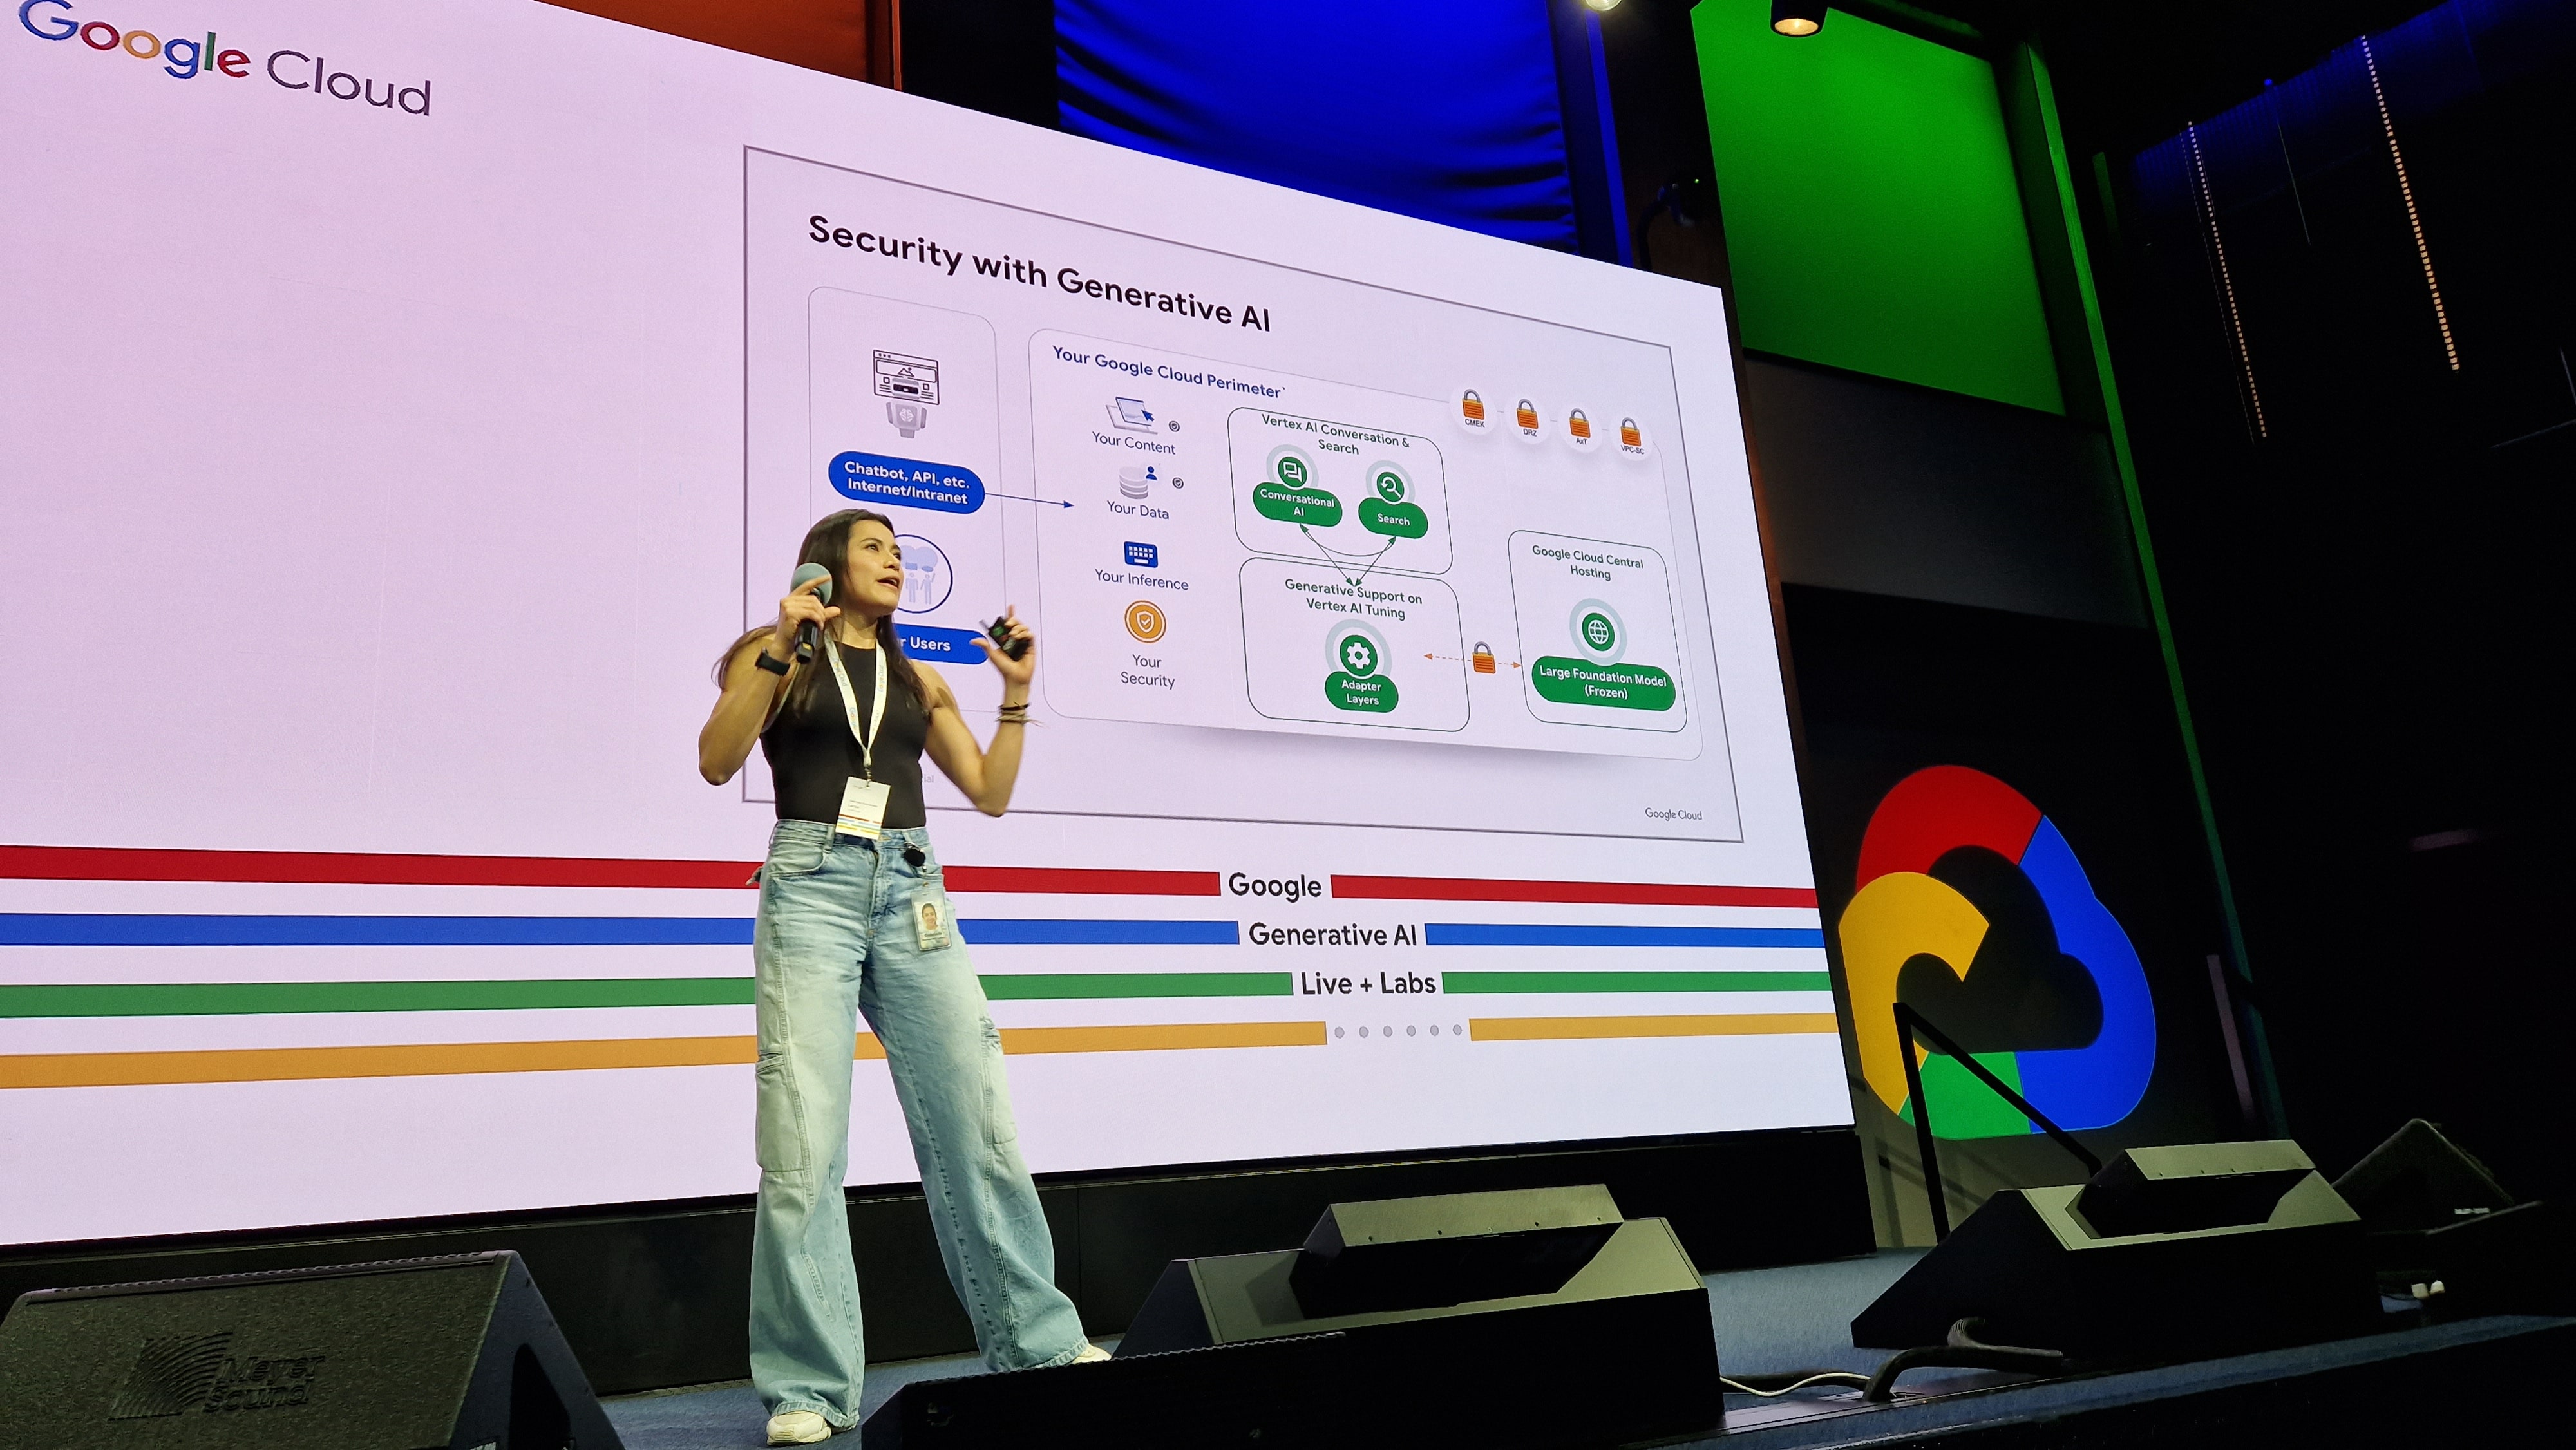 Google Cloud
Security with Generative AI
Chatbot, API, etc.
Internet/Intranet
Users
Your Google Cloud Perimeter`
Your Content
Your Data
Your Inference
Your
Security
Vertex AI Conversation &
Search
Conversational
AI
Search
Generative Support on
Vertex AI Tuning
Adapter
Layers
CMEK
DRZ
AxT
VPC-SC
Google Cloud Central
Hosting
Large Foundation Model
(Frozen)
Google Cloud
Google
Generative AI
Live + Labs
Meyer
Sound